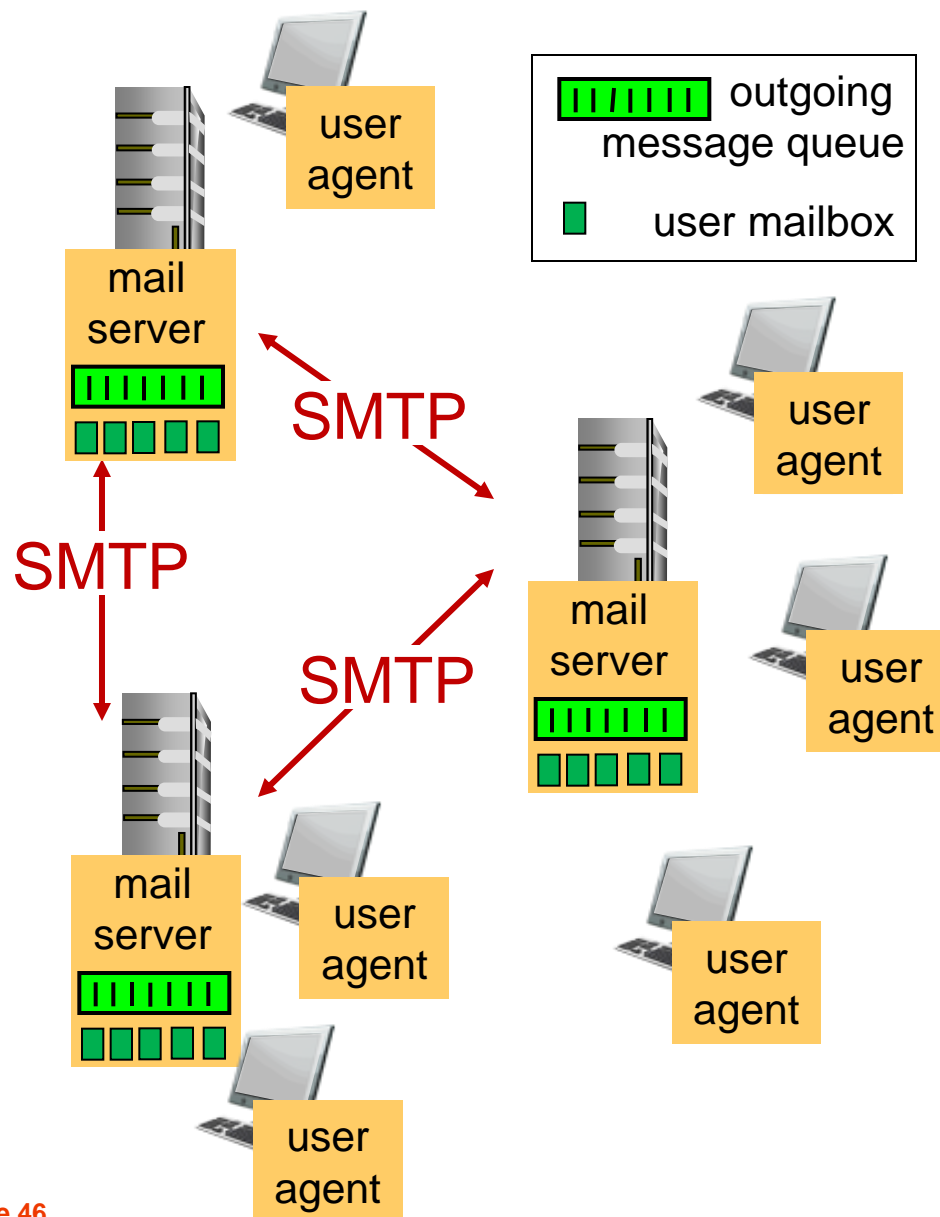 user
agent
outgoing
message queue
user mailbox
mail
server
SMTP
user
agent
SMTP
mail
server
user
agent
SMTP
mail
server
user
agent
user
agent
user
agent
e 46